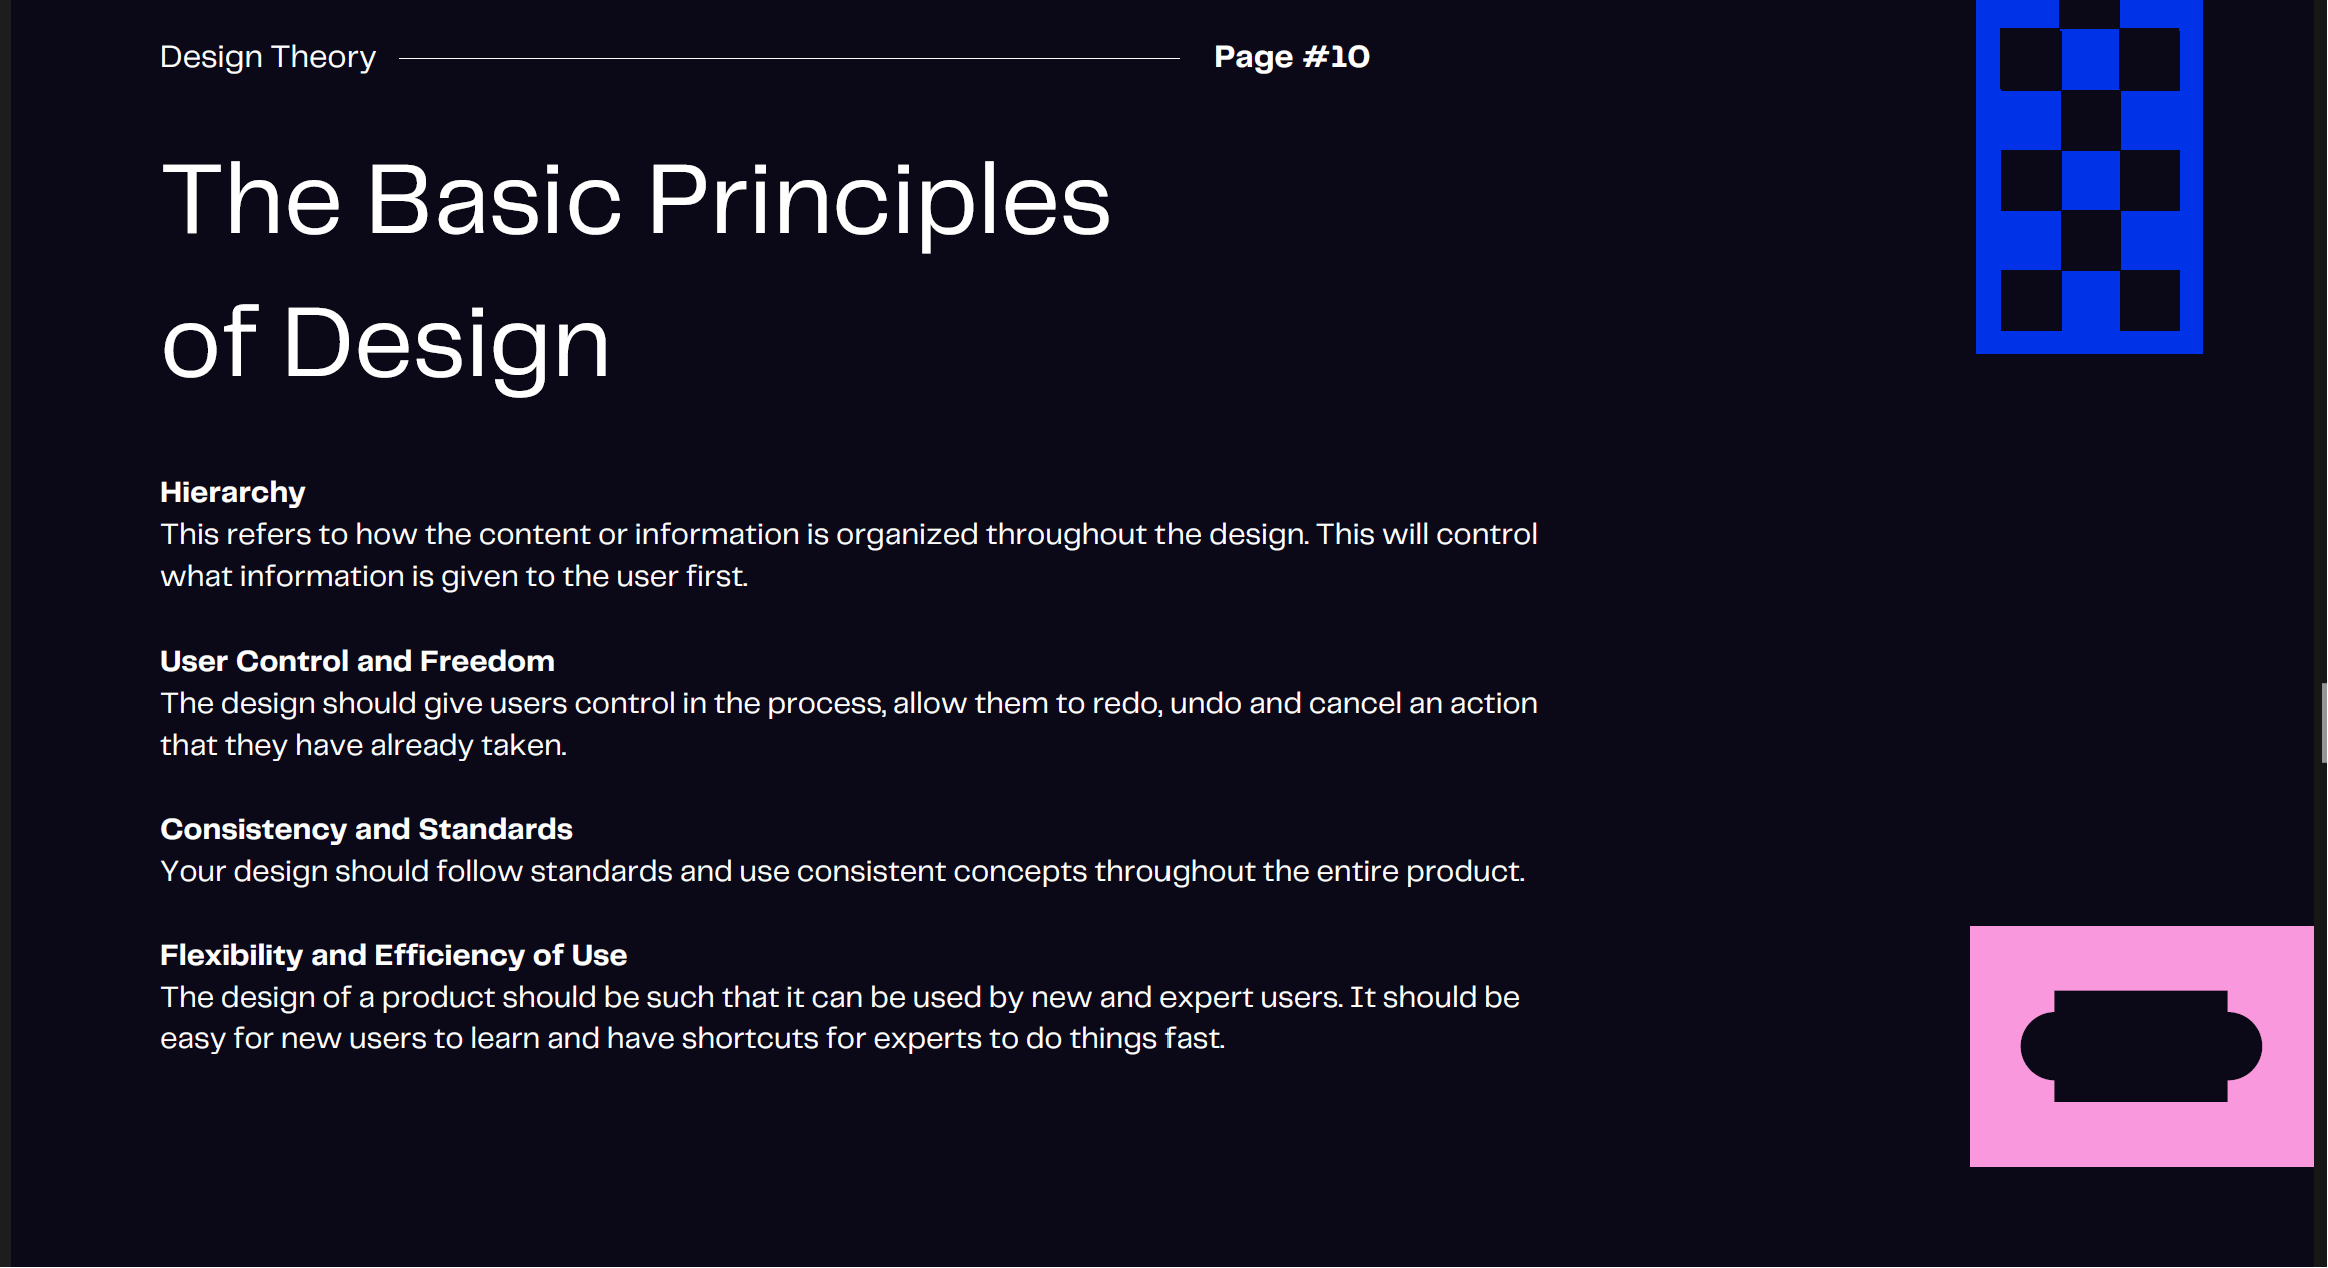 Design Theory
Page #10
The Basic Principles
of Design
Hierarchy
This refers to how the content or information is organized throughout the design. This will control
what information is given to the user first.
User Control and Freedom
The design should give users control in the process, allow them to redo, undo and cancel an action
that they have already taken.
Consistency and Standards
Your design should follow standards and use consistent concepts throughout the entire product.
Flexibility and Efficiency of Use
The design of a product should be such that it can be used by new and expert users. It should be
easy for new users to learn and have shortcuts for experts to do things fast.